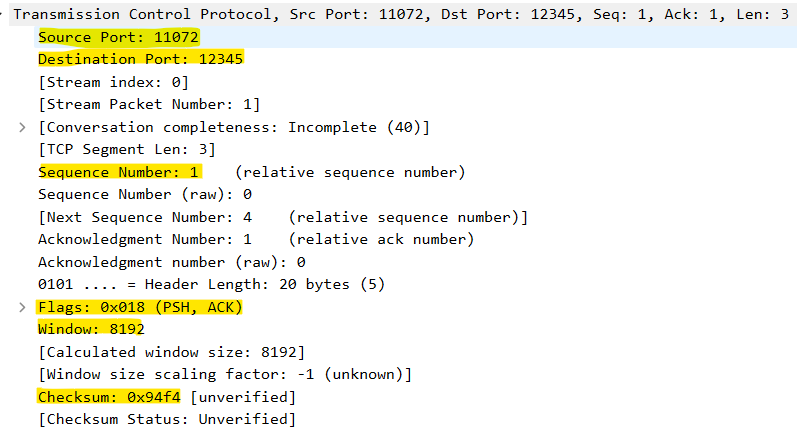 Transmission Control Protocol, Src Port: 11072, Dst Port: 12345, Seq: 1, Ack: 1, Len: 3
Source Port: 11072
Destination Port: 12345
[Stream index: 0]
[Stream Packet Number: 1]
[Conversation completeness: Incomplete (40)]
[TCP Segment Len: 3]
Sequence Number: 1    (relative sequence number)
Sequence Number (raw): 0
[Next Sequence Number: 4    (relative sequence number)]
Acknowledgment Number: 1    (relative ack number)
Acknowledgment number (raw): 0
0101 .... = Header Length: 20 bytes (5)
Flags: 0x018 (PSH, ACK)
Window: 8192
[Calculated window size: 8192]
[Window size scaling factor: -1 (unknown)]
Checksum: 0x94f4 [unverified]
[Checksum Status: Unverified]